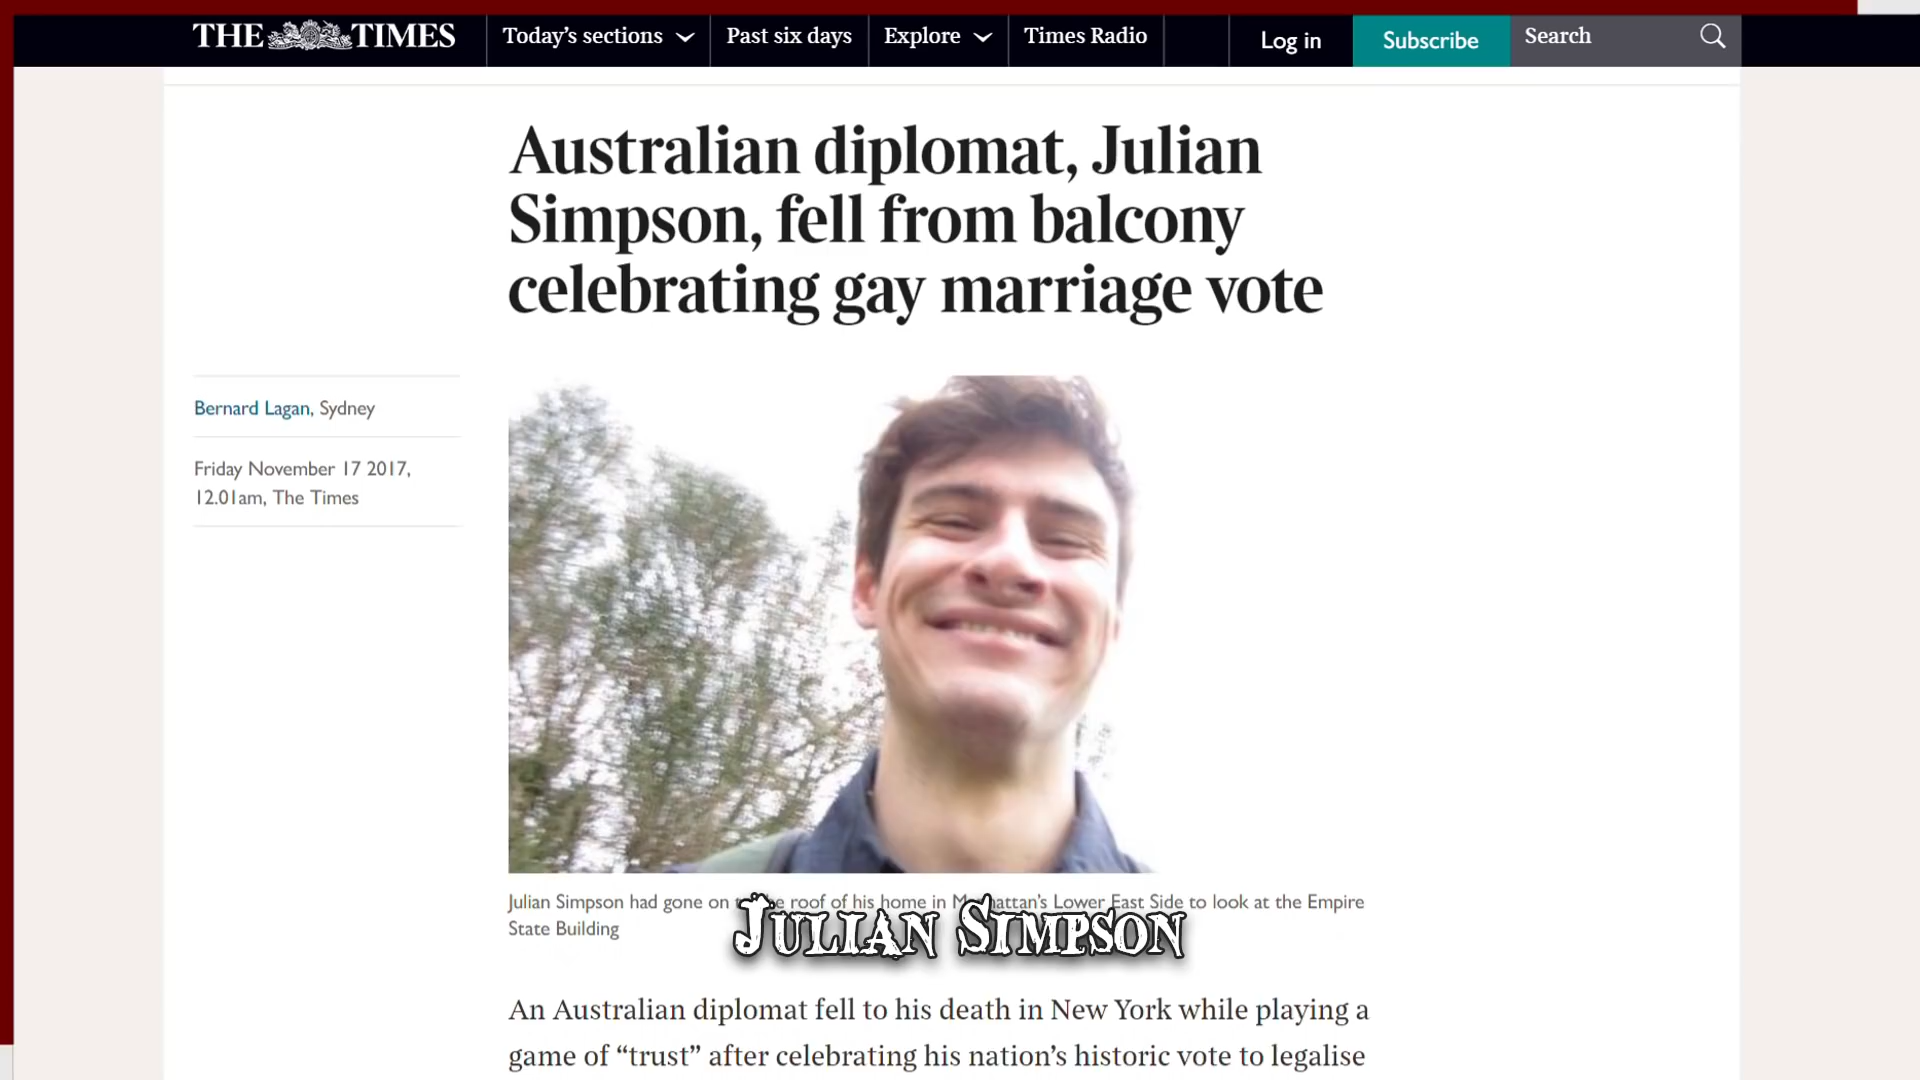 THE TIMES
Today's sections
Past six days
Explore
Times Radio
Log in
Subscribe
Search
Australian diplomat, Julian
Simpson, fell from balcony
celebrating gay marriage vote
Bernard Lagan, Sydney
Friday November 17 2017,
12.01am, The Times
Julian Simpson had gone on the roof of his home in Manhattan's Lower East Side to look at the Empire
State Building
Julian Simpson
An Australian diplomat fell to his death in New York while playing a
game of “trust” after celebrating his nation's historic vote to legalise